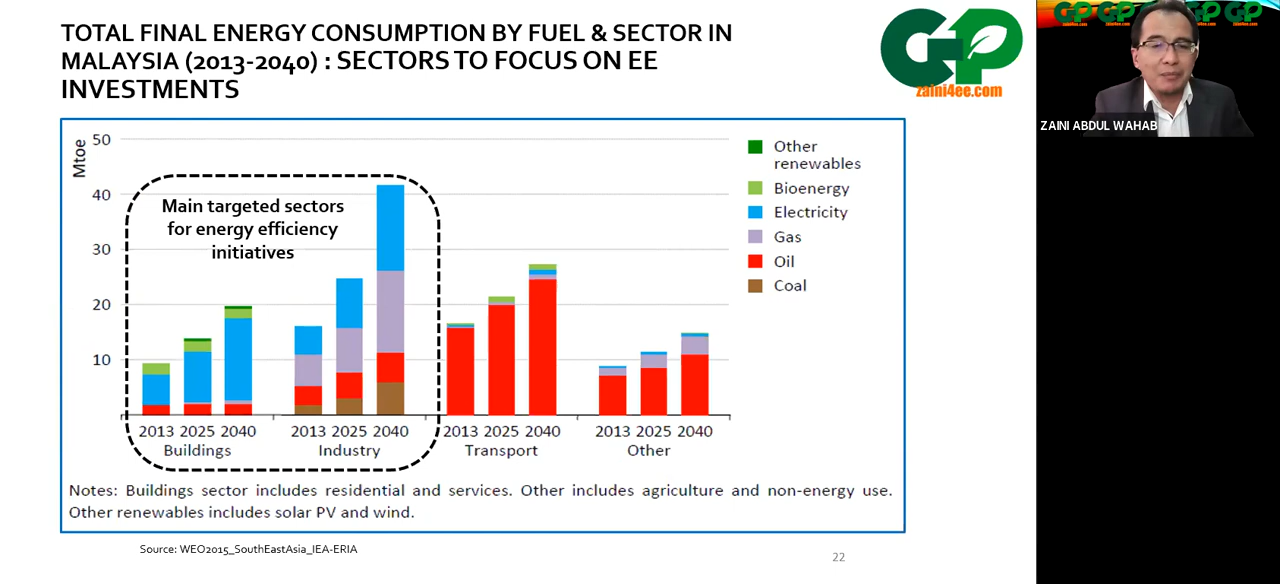 TOTAL FINAL ENERGY CONSUMPTION BY FUEL & SECTOR IN
MALAYSIA (2013-2040) : SECTORS TO FOCUS ON EE
INVESTMENTS
GP
zaini4ee.com
GP GP GP GP
ZAINI ABDUL WAHAB
Mtoe
50
40
30
20
10
Main targeted sectors
for energy efficiency
initiatives
Other
renewables
Bioenergy
Electricity
Gas
Oil
Coal
2013 2025 2040 2013 2025 2040 2013 2025 2040 2013 2025 2040
Buildings Industry Transport Other
Notes: Buildings sector includes residential and services. Other includes agriculture and non-energy use.
Other renewables includes solar PV and wind.
Source: WEO2015_SouthEastAsia_IEA-ERIA
22